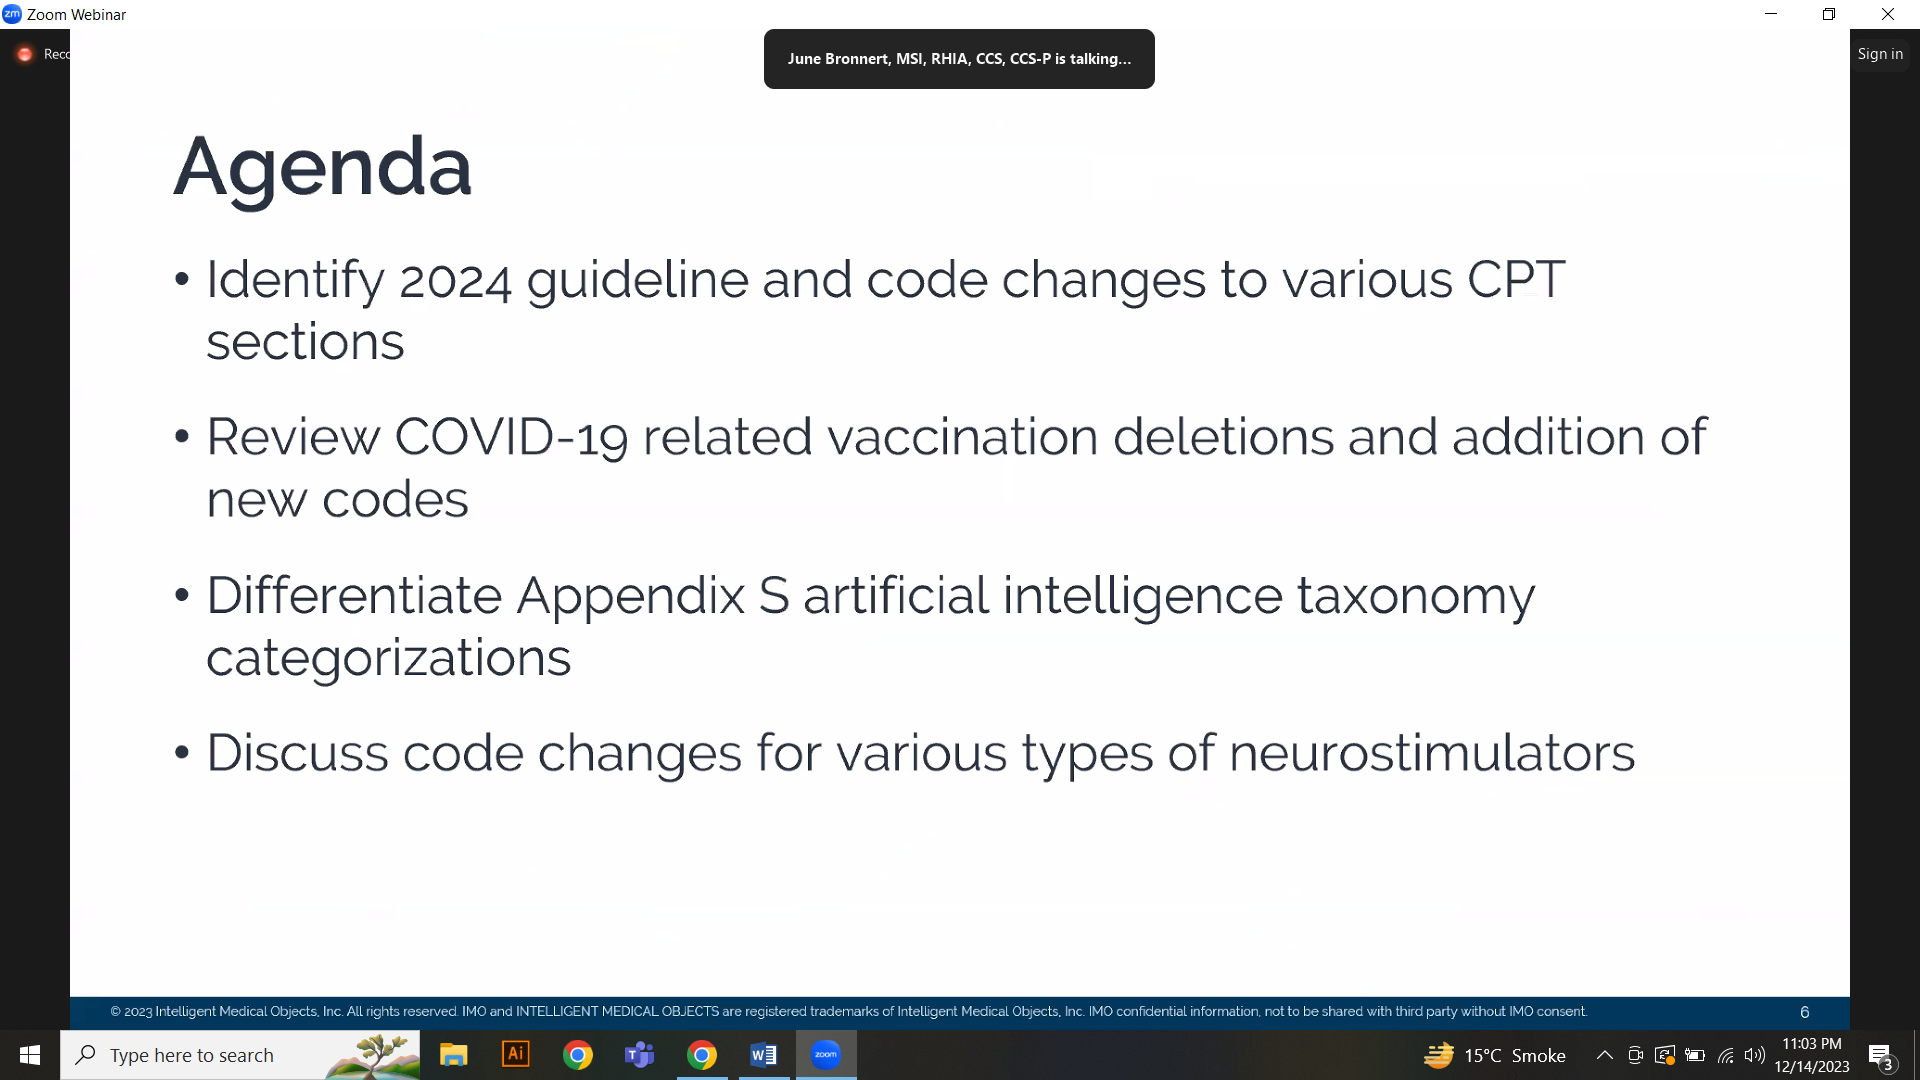 Zoom Webinar
Reco
June Bronnert, MSI, RHIA, CCS, CCS-P is talking...
Sign in
Agenda
• Identify 2024 guideline and code changes to various CPT
sections
• Review COVID-19 related vaccination deletions and addition of
new codes
• Differentiate Appendix S artificial intelligence taxonomy
categorizations
• Discuss code changes for various types of neurostimulators
© 2023 Intelligent Medical Objects, Inc. All rights reserved. IMO and INTELLIGENT MEDICAL OBJECTS are registered trademarks of Intelligent Medical Objects, Inc. IMO confidential information, not to be shared with third party without IMO consent.
6
Type here to search
Ai
zoom
15°C Smoke
11:03 PM
12/14/2023
3